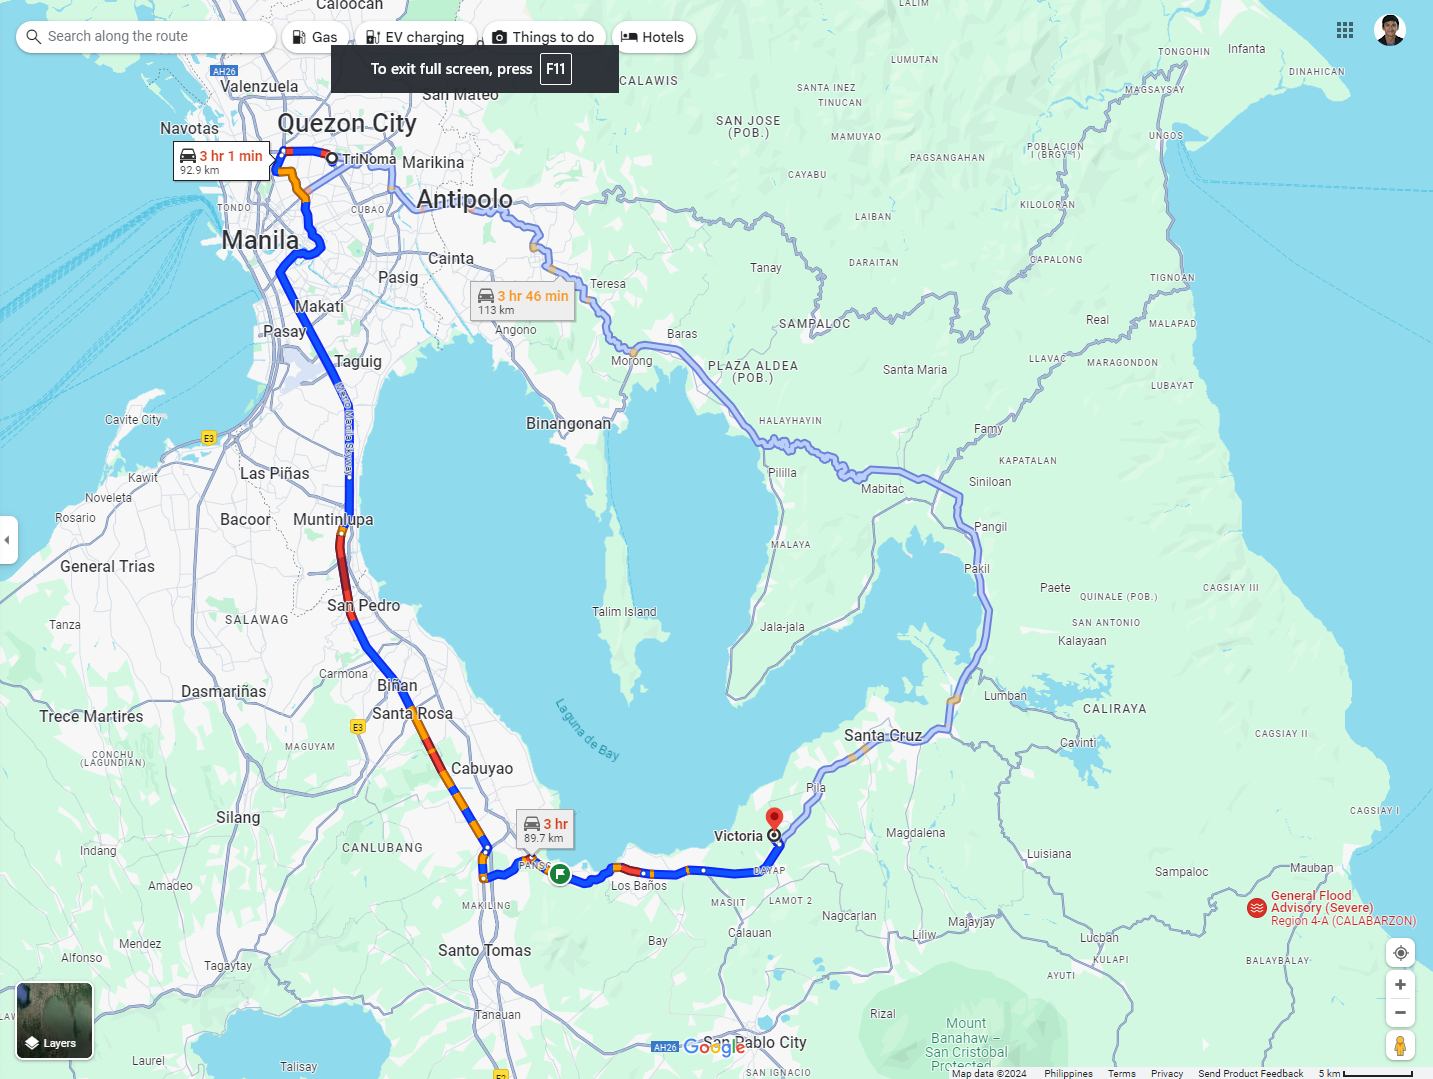 Caloocan
LALIM
Search along the route
Gas
EV charging
Things to do
Hotels
To exit full screen, press F11
TONGOHIN
Infanta
LUMUTAN
AH26
Valenzuela
CALAWIS
DINAHICAN
SANTA INEZ
MAGSAYSAY
San Mateo
TINUCAN
SAN JOSE
(POB.)
Navotas
Quezon City
MAMUYAO
UNGOS
3 hr 1 min
92.9 km
TriNoma
Marikina
POBLACION
I (BRGY 1)
PAGSANGAHAN
CAYABU
Antipolo
TONDO
CUBAO
KILOLORAN
LAIBAN
Manila
Cainta
DARAITAN
CAPALONG
Pasig
Tanay
TIGNOAN
Teresa
3 hr 46 min
113 km
Makati
Angono
SAMPALOC
Real
MALAPAD
Pasay
Baras
Taguig
Morong
PLAZA ALDEA
(POB.)
LLAVAC
MARAGONDON
Santa Maria
LUBAYAT
Metro Manila Skyway
Cavite City
Binangonan
HALAYHAYIN
Famy
E3
KAPATALAN
Las Piñas
Kawit
Pililla
Siniloan
Mabitac
Noveleta
Rosario
Bacoor
Muntinlupa
Pangil
MALAYA
General Trias
Pakil
Paete
CAGSIAY III
QUINALE (POB.)
San Pedro
Talim Island
SALAWAG
SAN ANTONIO
Tanza
Jala-jala
Kalayaan
Carmona
Biñan
Dasmariñas
Lumban
CALIRAYA
Trece Martires
Santa Rosa
E3
Laguna de Bay
Santa Cruz
CAGSIAY II
MAGUYAM
Cavinti
CONCHU
(LAGUNDIAN)
Cabuyao
Pila
CAGSIAY I
Silang
3 hr
89.7 km
Victoria
Magdalena
CANLUBANG
Indang
Luisiana
PANSOL
DAYAP
Sampaloc
Mauban
Amadeo
Los Baños
General Flood
Advisory (Severe)
Region 4-A (CALABARZON)
MAKILING
MASIIT
LAMOT 2
Nagcarlan
Majayjay
Calauan
Liliw
Lucban
Mendez
Santo Tomas
Bay
KULAPI
Alfonso
Tagaytay
AYUTI
BALAYBALAY
Tanauan
Rizal
Mount
Banahaw –
San Cristobal
Protected
Layers
AH26
Google
San Pablo City
Laurel
Talisay
SAN IGNACIO
E2
Map data ©2024
Philippines
Terms
Privacy
Send Product Feedback
5 km